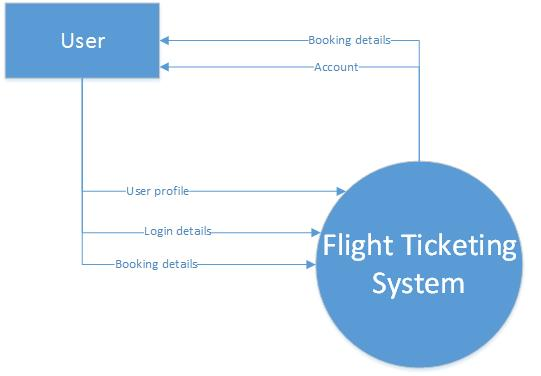 User
Booking details
Account
User profile
Login details
Booking details
Flight Ticketing
System